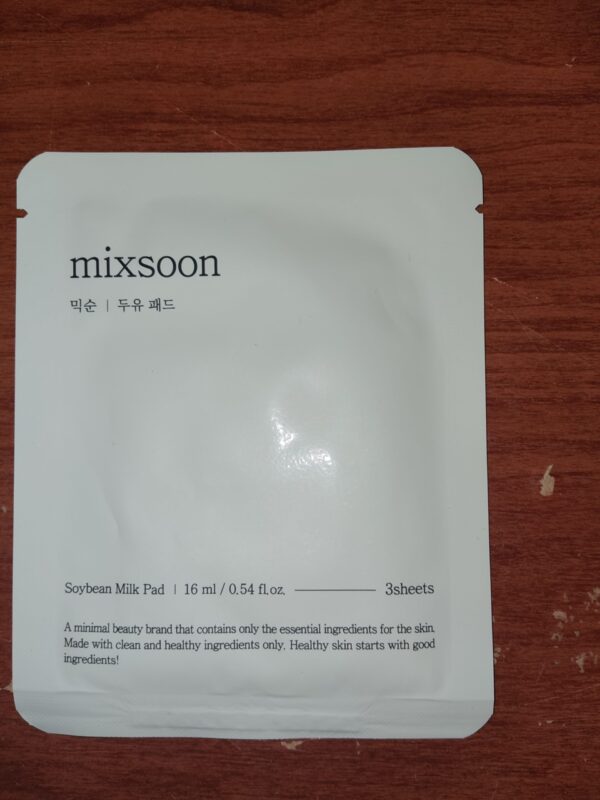 mixsoon
믹순 | 두유 패드
Soybean Milk Pad | 16 ml / 0.54 fl.oz. 3sheets
A minimal beauty brand that contains only the essential ingredients for the skin.
Made with clean and healthy ingredients only. Healthy skin starts with good
ingredients!